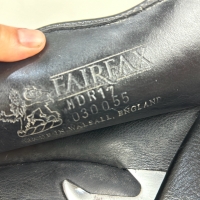 FAIRFAX
MDR17
030055
MADE IN WALSALL, ENGLAND